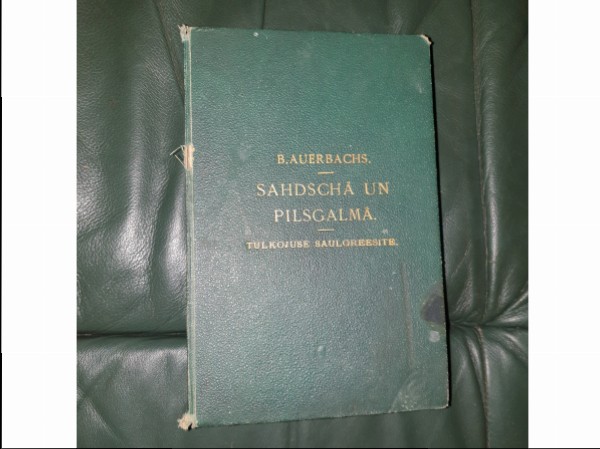 B.AUERBACHS.
SAHDSCHÂ UN
PILSGALMÂ.
TULKOJUSE SAULGREESITE.